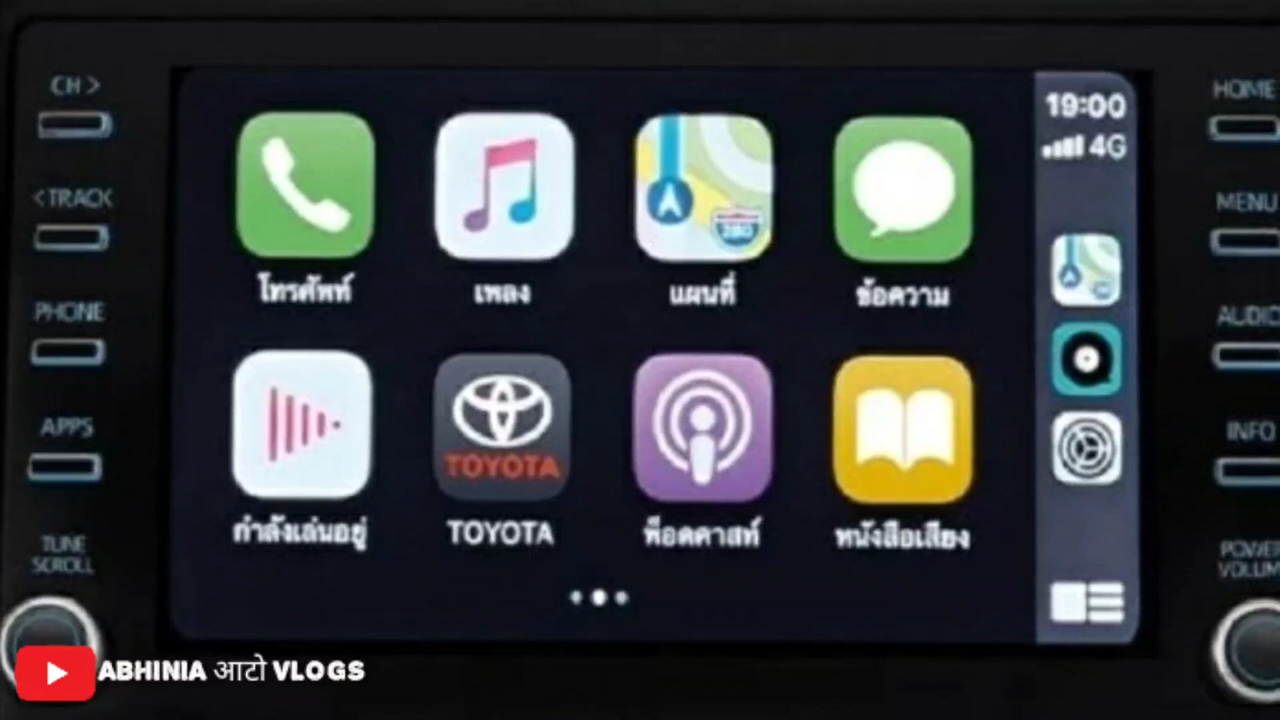 CH >
< TRACK
PHONE
APPS
TUNE
SCROLL
19:00
4G
โทรศัพท์
เพลง
แผนที่
ข้อความ
280
TOYOTA
กำลังเล่นอยู่
TOYOTA
พ็อดคาสท์
หนังสือเสียง
HOME
MENU
AUDIO
INFO
POWER
VOLUM
ABHINIA आटो VLOGS